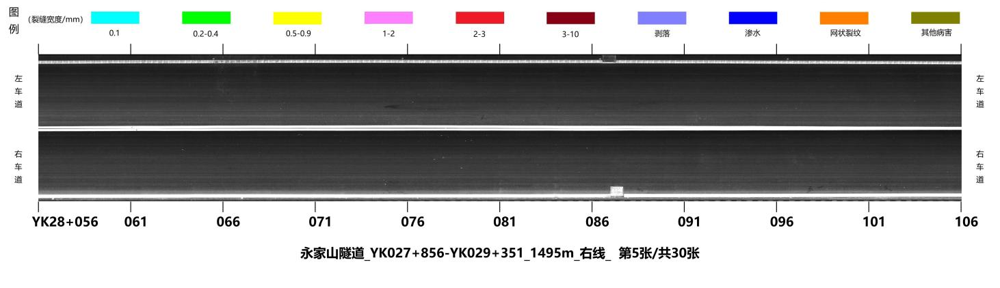 图例
(裂缝宽度/mm)
0.1 0.2-0.4 0.5-0.9 1-2 2-3 3-10 剥落 渗水 网状裂纹 其他病害
左车道 左车道
右车道 右车道
YK28+056 061 066 071 076 081 086 091 096 101 106
永家山隧道_YK027+856-YK029+351_1495m_右线_ 第5张/共30张